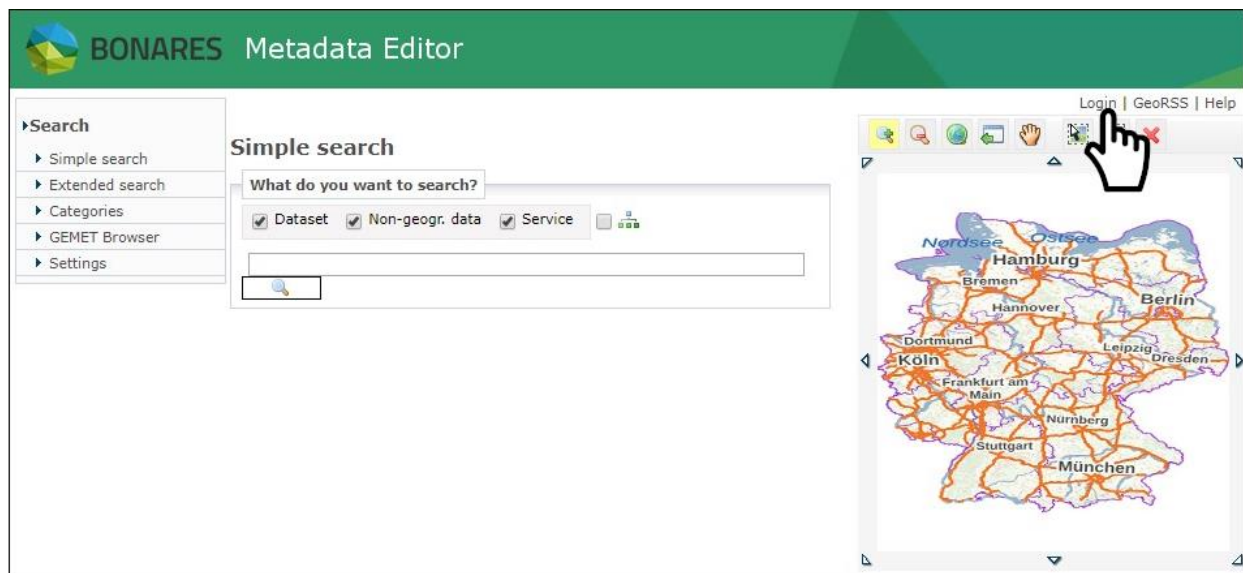 BONARES Metadata Editor
Login | GeoRSS | Help
Search
Simple search
Extended search
Categories
GEMET Browser
Settings
Simple search
What do you want to search?
Dataset Non-geogr. data Service
Nordsee Ostsee
Hamburg
Bremen
Berlin
Hannover
Dortmund
Leipzig
Köln
Dresden
Frankfurt am
Main
Nürnberg
Stuttgart
München